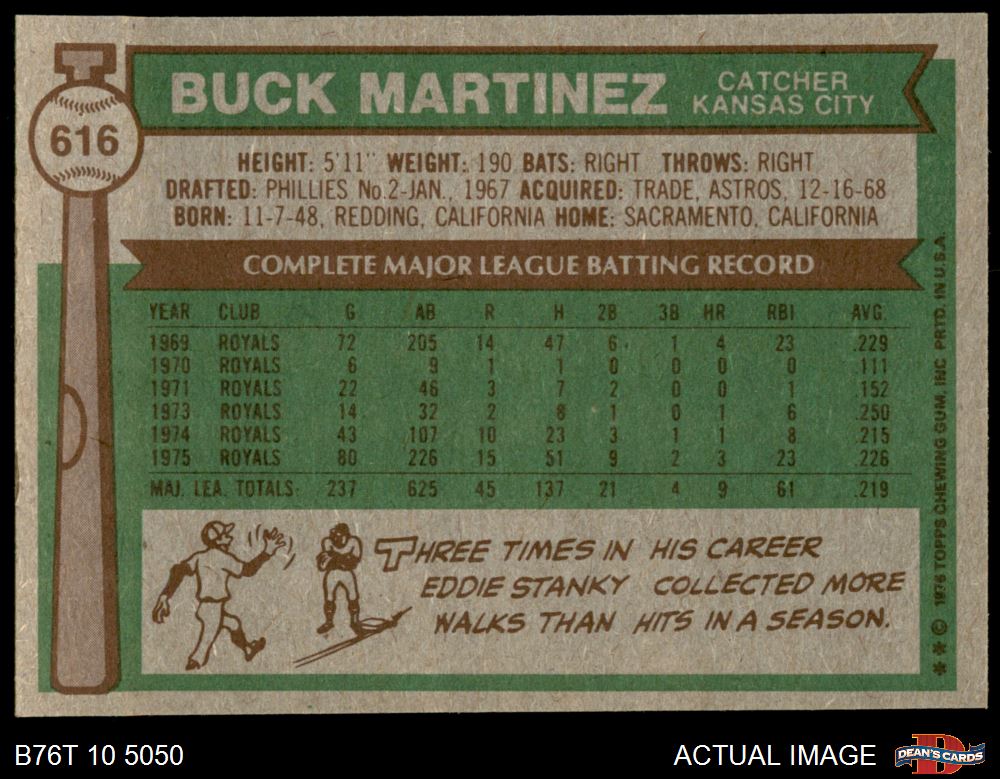 616
BUCK MARTINEZ CATCHER
KANSAS CITY
HEIGHT: 5'11" WEIGHT: 190 BATS: RIGHT THROWS: RIGHT
DRAFTED: PHILLIES No.2-JAN., 1967 ACQUIRED: TRADE, ASTROS, 12-16-68
BORN: 11-7-48, REDDING, CALIFORNIA HOME: SACRAMENTO, CALIFORNIA
COMPLETE MAJOR LEAGUE BATTING RECORD
YEAR CLUB G AB R H 2B 3B HR RBI AVG.
1969 ROYALS 72 205 14 47 6 1 4 23 .229
1970 ROYALS 6 9 1 1 0 0 0 0 .111
1971 ROYALS 22 46 3 7 2 0 0 1 .152
1973 ROYALS 14 32 2 8 1 0 1 6 .250
1974 ROYALS 43 107 10 23 3 1 1 8 .215
1975 ROYALS 80 226 15 51 9 2 3 23 .226
MAJ. LEA. TOTALS 237 625 45 137 21 4 9 61 .219
THREE TIMES IN HIS CAREER
EDDIE STANKY COLLECTED MORE
WALKS THAN HITS IN A SEASON.
** © 1976 TOPPS CHEWING GUM, INC. PRTD. IN U.S.A.
B76T 10 5050 ACTUAL IMAGE DEAN'S CARDS